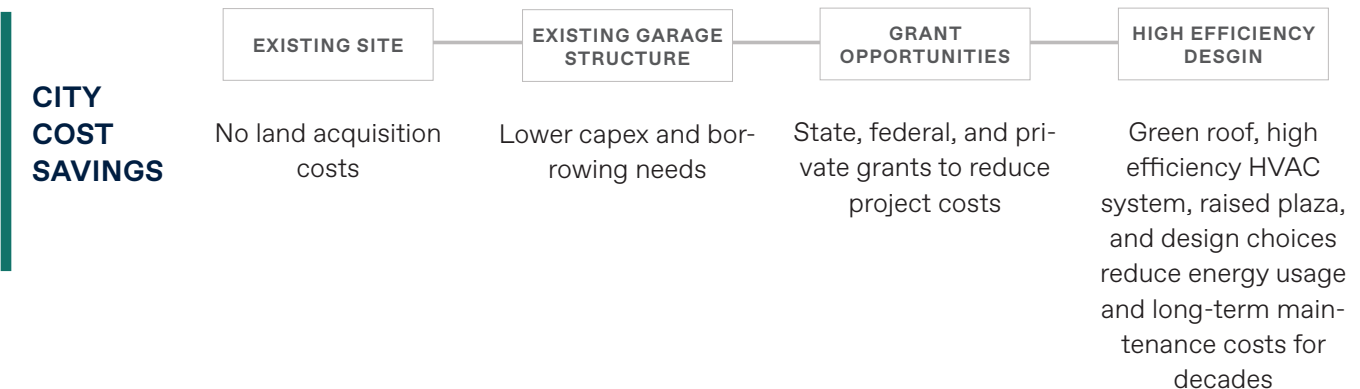 CITY
COST
SAVINGS
EXISTING SITE
No land acquisition
costs
EXISTING GARAGE
STRUCTURE
Lower capex and bor-
rowing needs
GRANT
OPPORTUNITIES
State, federal, and pri-
vate grants to reduce
project costs
HIGH EFFICIENCY
DESGIN
Green roof, high
efficiency HVAC
system, raised plaza,
and design choices
reduce energy usage
and long-term main-
tenance costs for
decades